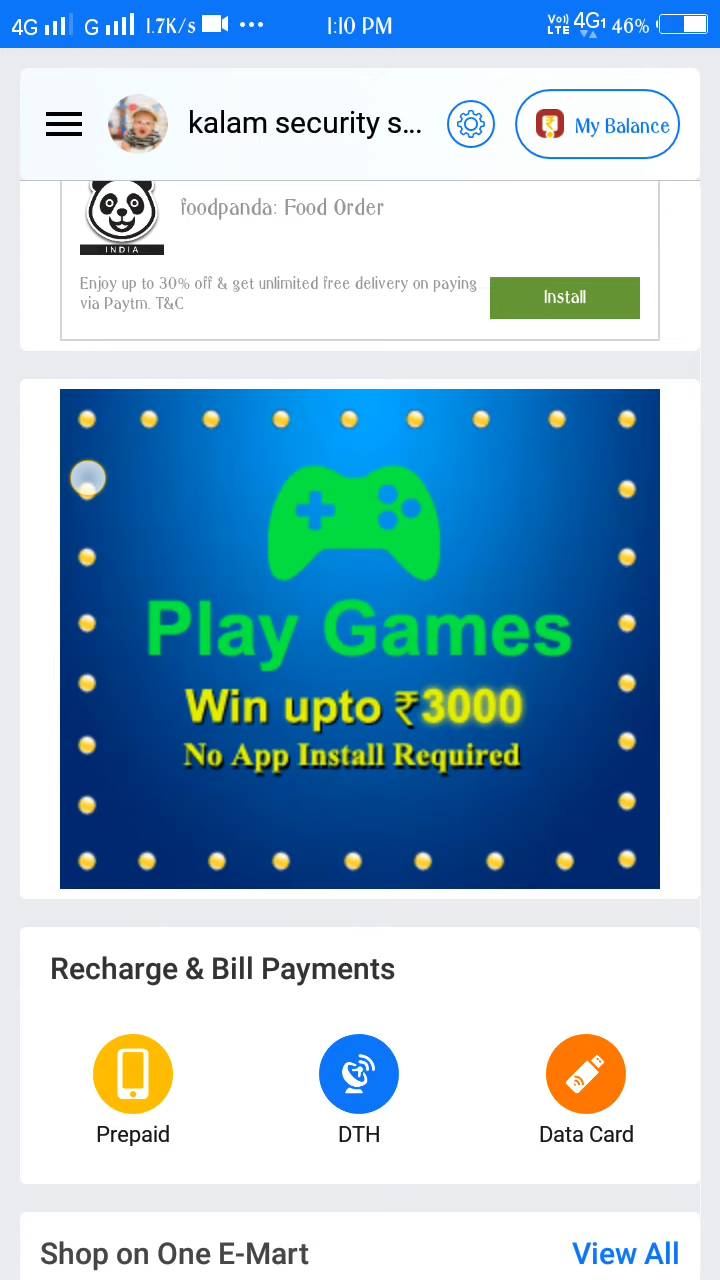 4G G 1.7K/s 1:10 PM Vo)) LTE 4G 1 46%
kalam security s... My Balance
foodpanda: Food Order
INDIA
Enjoy up to 30% off & get unlimited free delivery on paying
via Paytm. T&C
Install
Play Games
Win upto ₹3000
No App Install Required
Recharge & Bill Payments
Prepaid DTH Data Card
Shop on One E-Mart View All